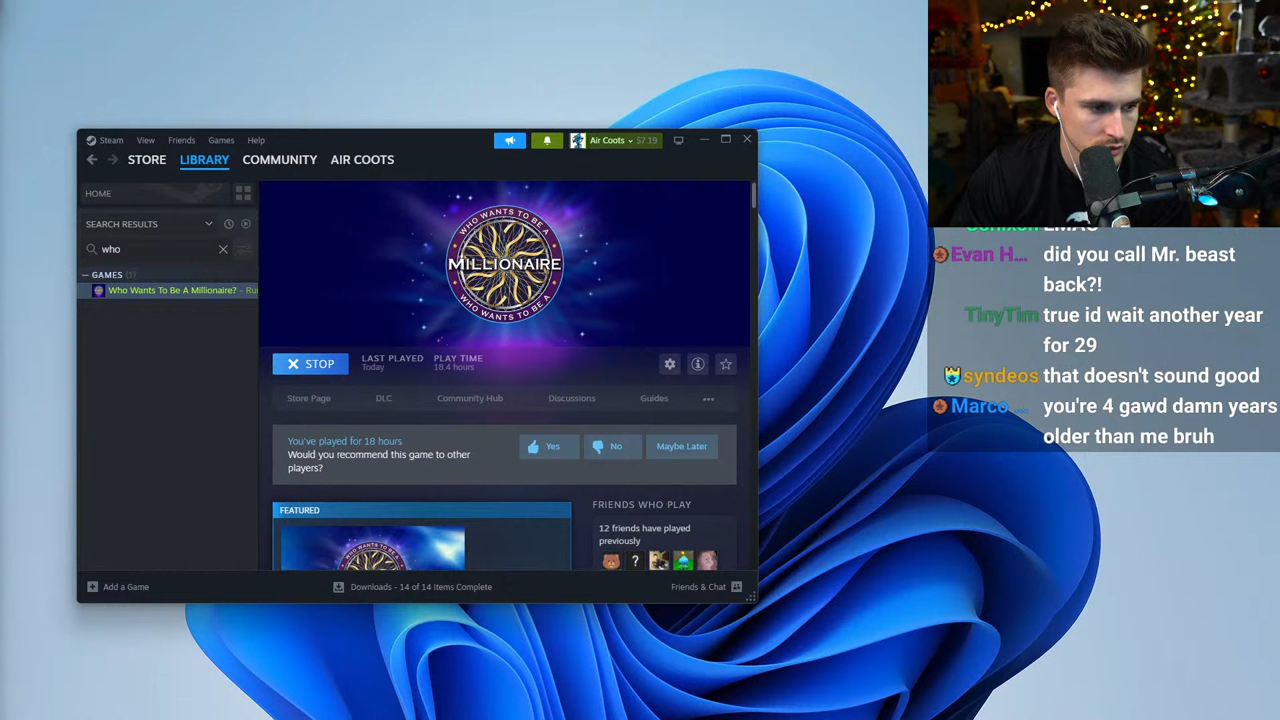 Steam View Friends Games Help
Air Coots $7.19
STORE LIBRARY COMMUNITY AIR COOTS
HOME
SEARCH RESULTS
who
GAMES (1)
Who Wants To Be A Millionaire? - Ru
WHO WANTS TO BE A
MILLIONAIRE
WHO WANTS TO BE A
STOP
LAST PLAYED
Today
PLAY TIME
18.4 hours
Store Page DLC Community Hub Discussions Guides
You've played for 18 hours
Would you recommend this game to other
players?
Yes No Maybe Later
FEATURED
FRIENDS WHO PLAY
12 friends have played
previously
Add a Game
Downloads - 14 of 14 Items Complete
Friends & Chat
Evan H... did you call Mr. beast
back?!
TinyTim true id wait another year
for 29
syndeos that doesn't sound good
Marco you're 4 gawd damn years
older than me bruh